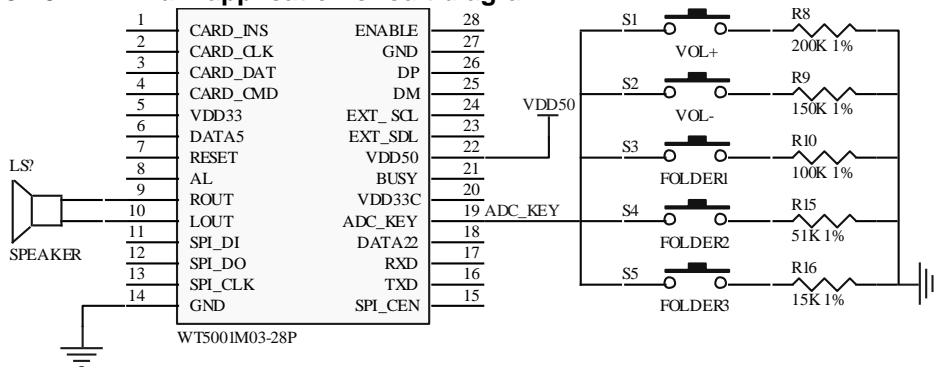 1 CARD_INS ENABLE 28
2 CARD_CLK GND 27
3 CARD_DAT DP 26
4 CARD_CMD DM 25
5 VDD33 EXT_ SCL 24
6 DATA5 EXT_SDL 23
7 RESET VDD50 22
8 AL BUSY 21
9 ROUT VDD33C 20
10 LOUT ADC_KEY 19 ADC_KEY
11 SPI_DI DATA22 18
12 SPI_DO RXD 17
13 SPI_CLK TXD 16
14 GND SPI_CEN 15
WT5001M03-28P
LS?
SPEAKER
VDD50
S1 VOL+ R8 200K 1%
S2 VOL- R9 150K 1%
S3 FOLDER1 R10 100K 1%
S4 FOLDER2 R15 51K 1%
S5 FOLDER3 R16 15K 1%